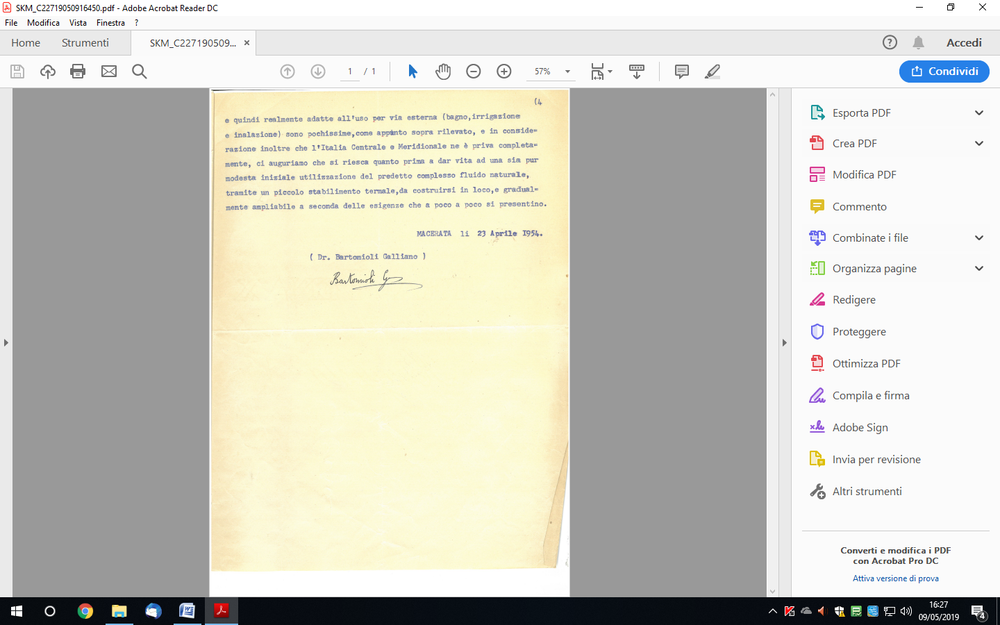 SKM_C22719050916450.pdf - Adobe Acrobat Reader DC
File Modifica Vista Finestra ?
Home Strumenti SKM_C227190509... × Accedi
1 / 1 57% Condividi
(4
e quindi realmente adatte all'uso per via esterna (bagno,irrigazione
e inalazione) sono pochissime,come appunto sopra rilevato, e in conside=
razione inoltre che l'Italia Centrale e Meridionale ne è priva completa=
mente, ci auguriamo che si riesca quanto prima a dar vita ad una sia pur
modesta iniziale utilizzazione del predetto complesso fluido naturale,
tramite un piccolo stabilimento termale,da costruirsi in loco,e gradual=
mente ampliabile a seconda delle esigenze che a poco a poco si presentino.
MACERATA li 23 Aprile 1954.
( Dr. Bartomioli Galliano )
Bartomioli G
Esporta PDF
Crea PDF
Modifica PDF
Commento
Combinate i file
Organizza pagine
Redigere
Proteggere
Ottimizza PDF
Compila e firma
Adobe Sign
Invia per revisione
Altri strumenti
Converti e modifica i PDF
con Acrobat Pro DC
Attiva versione di prova
16:27
09/05/2019
4